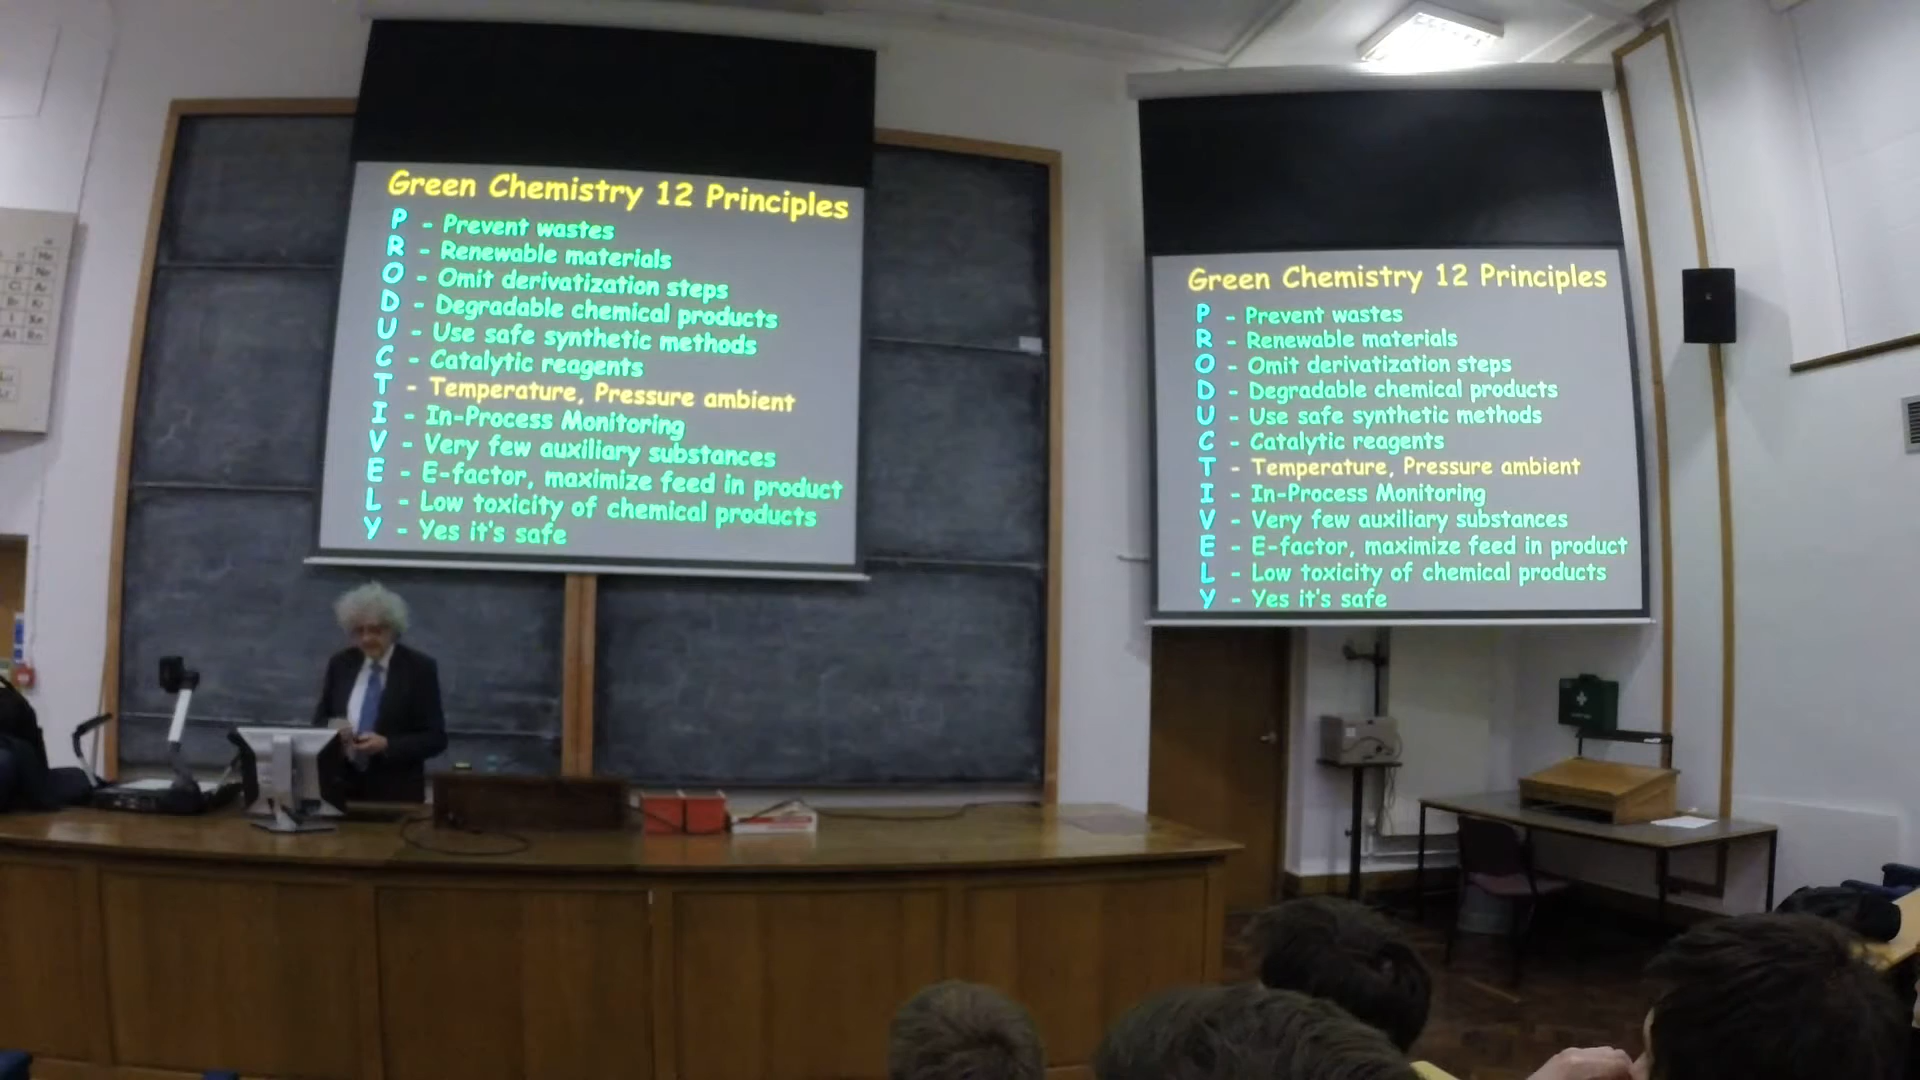 Green Chemistry 12 Principles
P - Prevent wastes
R - Renewable materials
O - Omit derivatization steps
D - Degradable chemical products
U - Use safe synthetic methods
C - Catalytic reagents
T - Temperature, Pressure ambient
I - In-Process Monitoring
V - Very few auxiliary substances
E - E-factor, maximize feed in product
L - Low toxicity of chemical products
Y - Yes it's safe
Green Chemistry 12 Principles
P - Prevent wastes
R - Renewable materials
O - Omit derivatization steps
D - Degradable chemical products
U - Use safe synthetic methods
C - Catalytic reagents
T - Temperature, Pressure ambient
I - In-Process Monitoring
V - Very few auxiliary substances
E - E-factor, maximize feed in product
L - Low toxicity of chemical products
Y - Yes it's safe